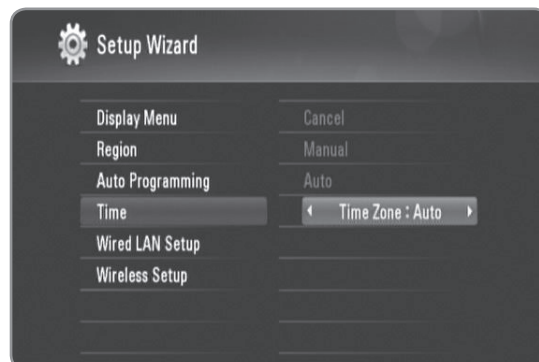 Setup Wizard
Display Menu
Region
Auto Programming
Time
Wired LAN Setup
Wireless Setup
Cancel
Manual
Auto
Time Zone : Auto